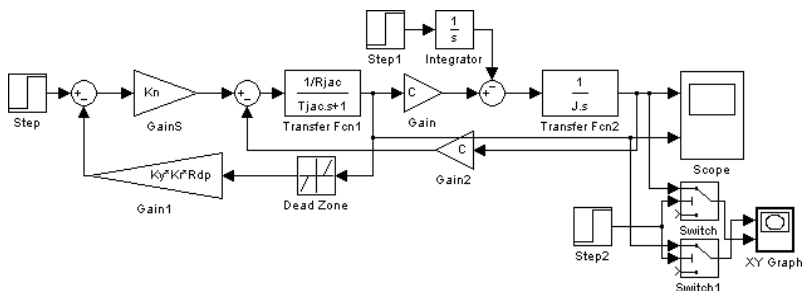 Step1
1
s
Integrator
Step
Kn
GainS
1/Rjac
Tjac.s+1
Transfer Fcn1
C
Gain
1
J.s
Transfer Fcn2
Scope
C
Gain2
Ky*Kr*Rdp
Gain1
Dead Zone
Switch
Step2
Switch1
XY Graph